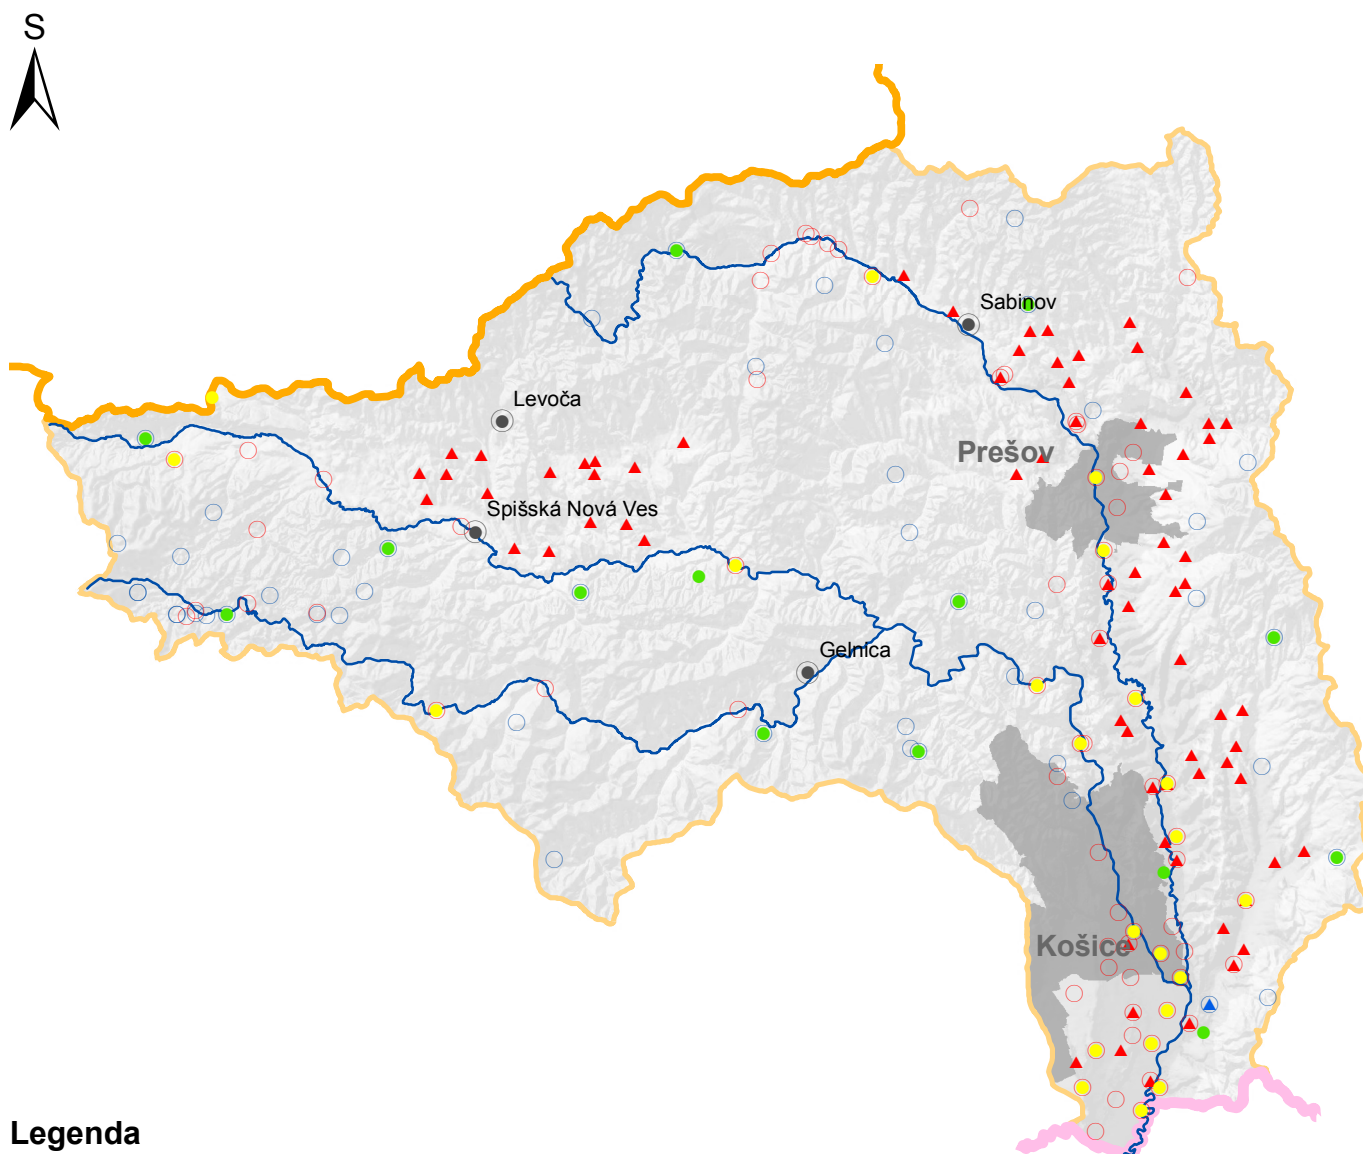 S
Sabinov
Levoča
Prešov
Spišská Nová Ves
Gelnica
Košice
Legenda